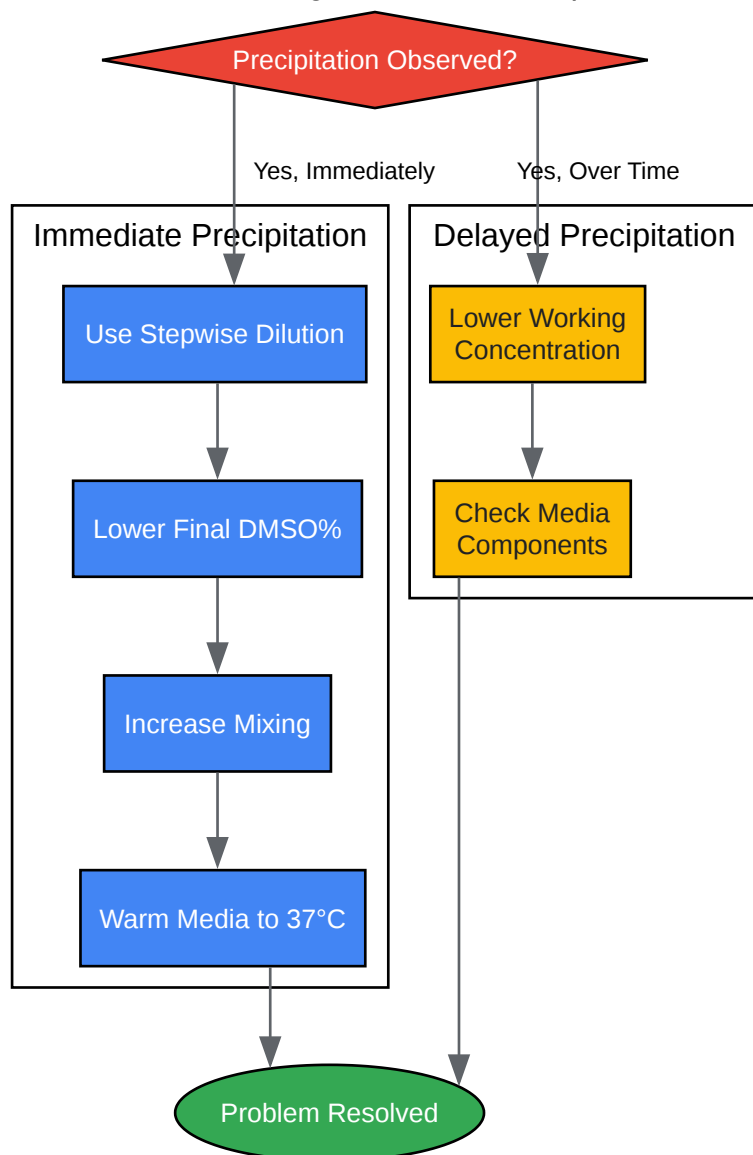 Precipitation Observed?
Yes, Immediately
Yes, Over Time
Immediate Precipitation
Delayed Precipitation
Use Stepwise Dilution
Lower Working
Concentration
Lower Final DMSO%
Check Media
Components
Increase Mixing
Warm Media to 37°C
Problem Resolved